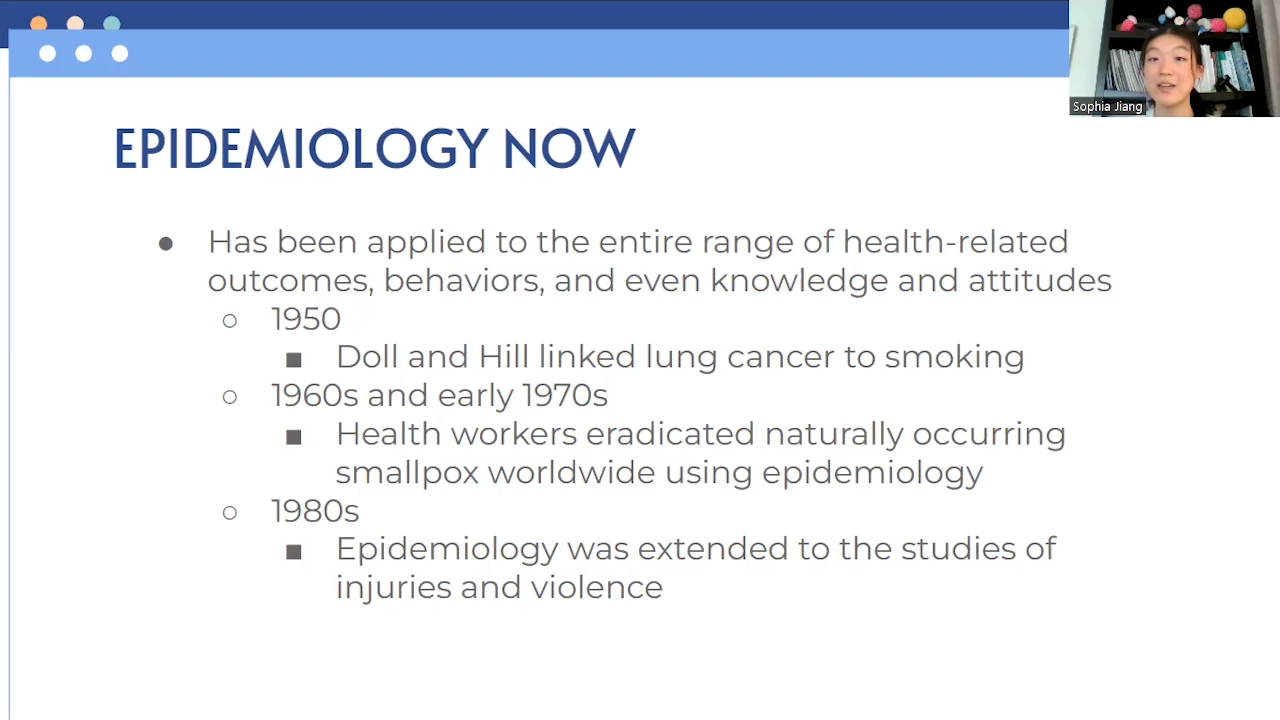 Sophia Jiang
EPIDEMIOLOGY NOW
● Has been applied to the entire range of health-related
outcomes, behaviors, and even knowledge and attitudes
○ 1950
■ Doll and Hill linked lung cancer to smoking
○ 1960s and early 1970s
■ Health workers eradicated naturally occurring
smallpox worldwide using epidemiology
○ 1980s
■ Epidemiology was extended to the studies of
injuries and violence